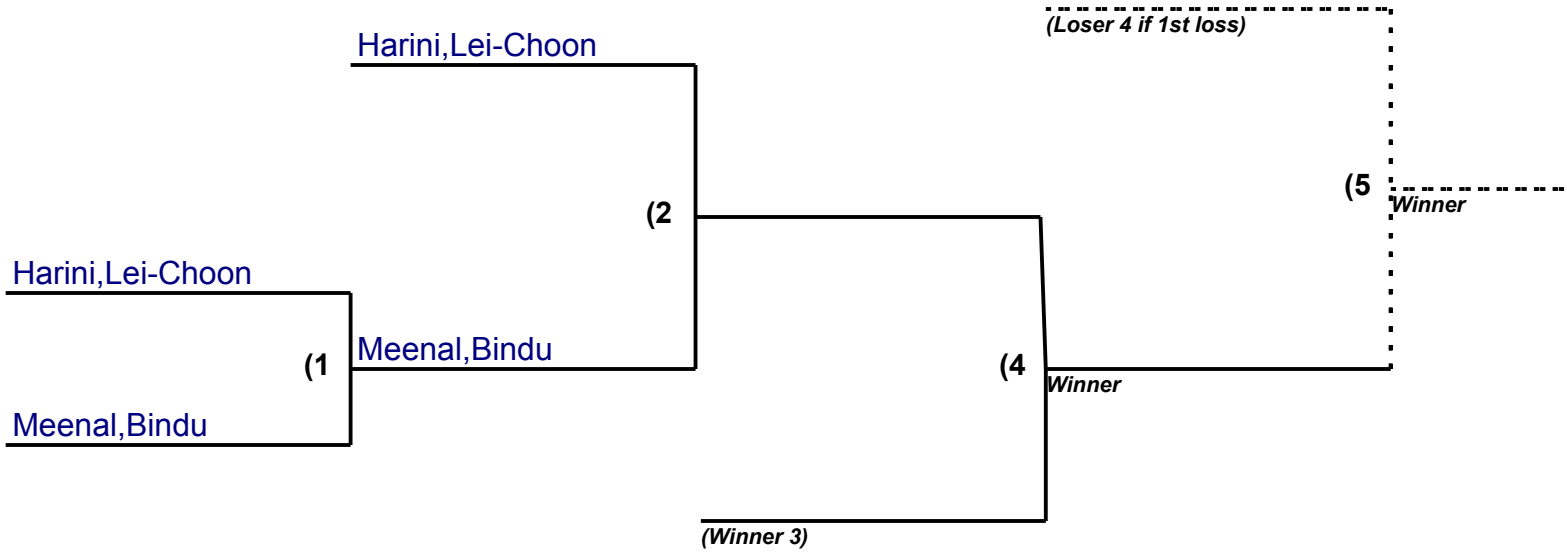 (Loser 4 if 1st loss)
Harini,Lei-Choon
(5
Winner
(2
Harini,Lei-Choon
Meenal,Bindu
(1
(4
Winner
Meenal,Bindu
(Winner 3)